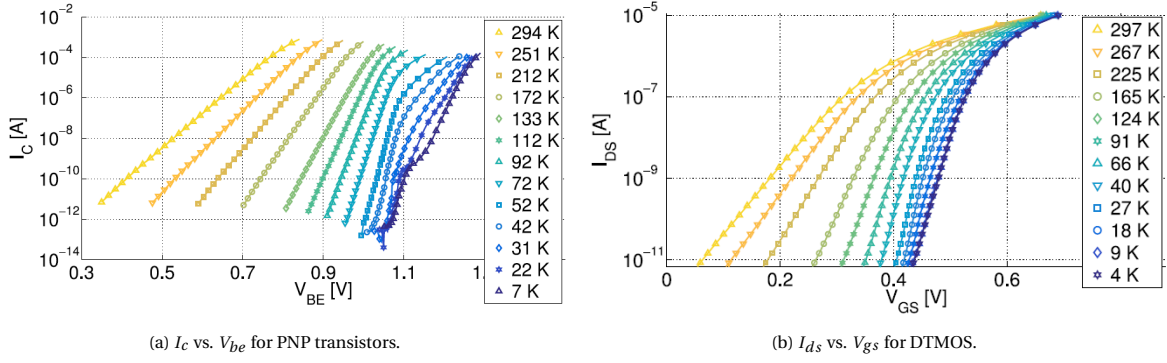 (a)
10^0
10^-2
10^-4
10^-6
10^-8
10^-10
10^-12
10^-14
I_C [A]
0.3
0.5
0.7
0.9
1.1
V_BE [V]
294 K
251 K
212 K
172 K
133 K
112 K
92 K
72 K
52 K
42 K
31 K
22 K
7 K
(a) I_c vs. V_be for PNP transistors.
10^-5
10^-7
10^-9
10^-11
I_DS [A]
0
0.2
0.4
0.6
V_GS [V]
297 K
267 K
225 K
165 K
124 K
91 K
66 K
40 K
27 K
18 K
9 K
4 K
(b) I_ds vs. V_gs for DTMOS.